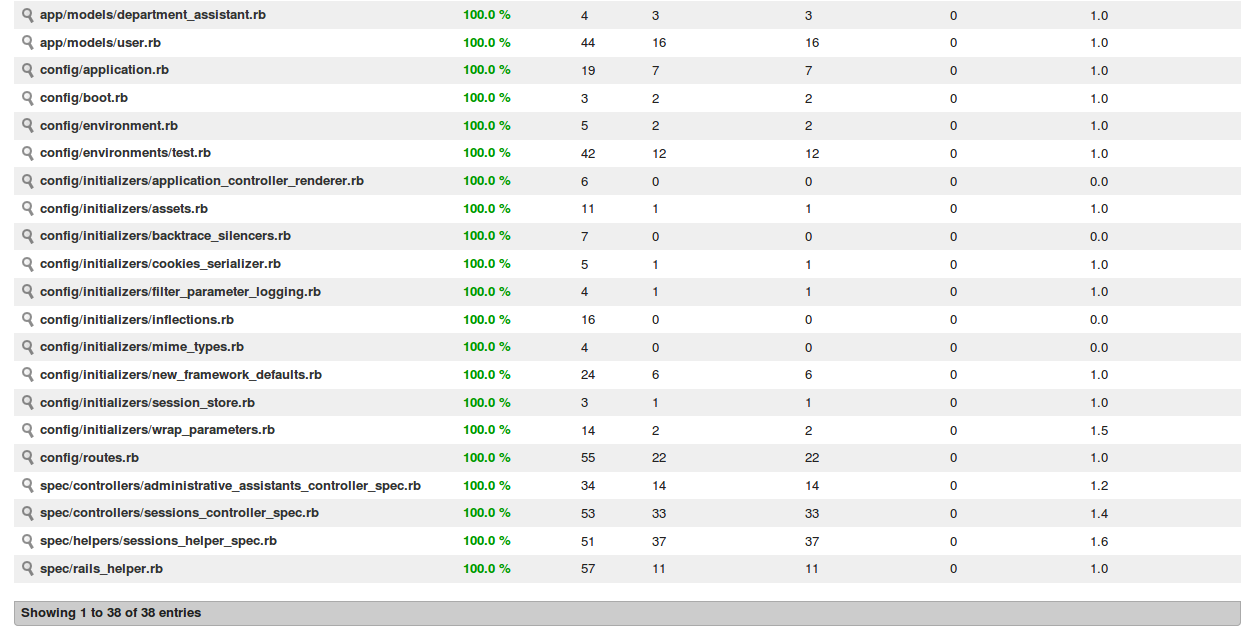 app/models/department_assistant.rb 100.0 % 4 3 3 0 1.0
app/models/user.rb 100.0 % 44 16 16 0 1.0
config/application.rb 100.0 % 19 7 7 0 1.0
config/boot.rb 100.0 % 3 2 2 0 1.0
config/environment.rb 100.0 % 5 2 2 0 1.0
config/environments/test.rb 100.0 % 42 12 12 0 1.0
config/initializers/application_controller_renderer.rb 100.0 % 6 0 0 0 0.0
config/initializers/assets.rb 100.0 % 11 1 1 0 1.0
config/initializers/backtrace_silencers.rb 100.0 % 7 0 0 0 0.0
config/initializers/cookies_serializer.rb 100.0 % 5 1 1 0 1.0
config/initializers/filter_parameter_logging.rb 100.0 % 4 1 1 0 1.0
config/initializers/inflections.rb 100.0 % 16 0 0 0 0.0
config/initializers/mime_types.rb 100.0 % 4 0 0 0 0.0
config/initializers/new_framework_defaults.rb 100.0 % 24 6 6 0 1.0
config/initializers/session_store.rb 100.0 % 3 1 1 0 1.0
config/initializers/wrap_parameters.rb 100.0 % 14 2 2 0 1.5
config/routes.rb 100.0 % 55 22 22 0 1.0
spec/controllers/administrative_assistants_controller_spec.rb 100.0 % 34 14 14 0 1.2
spec/controllers/sessions_controller_spec.rb 100.0 % 53 33 33 0 1.4
spec/helpers/sessions_helper_spec.rb 100.0 % 51 37 37 0 1.6
spec/rails_helper.rb 100.0 % 57 11 11 0 1.0
Showing 1 to 38 of 38 entries